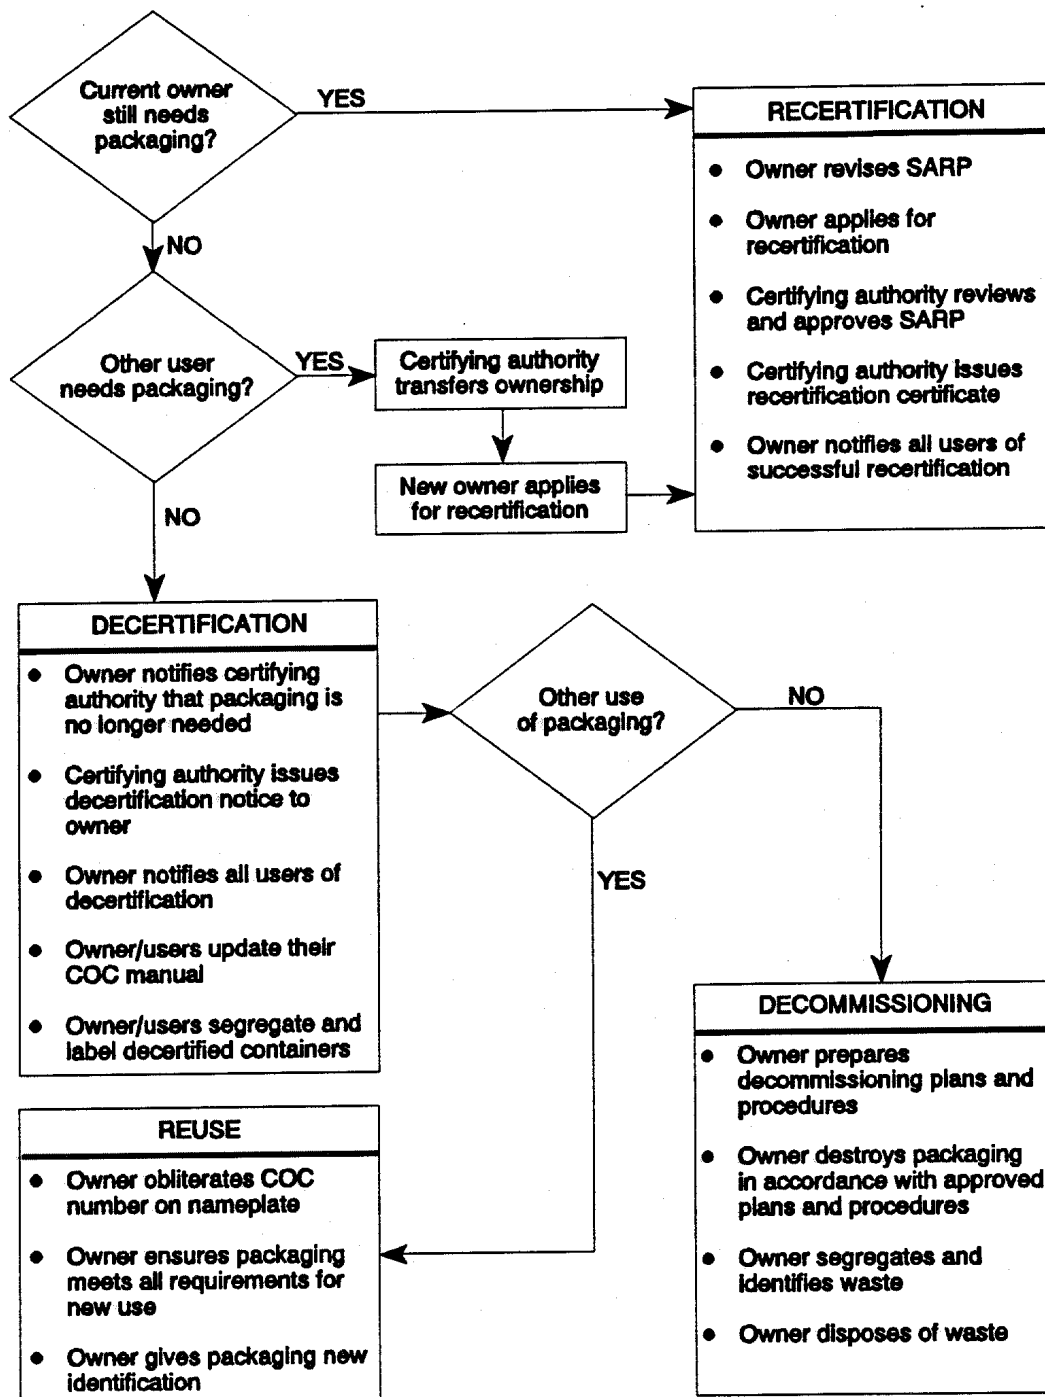 Current owner
still needs
packaging?
YES
RECERTIFICATION
● Owner revises SARP
● Owner applies for
recertification
● Certifying authority reviews
and approves SARP
● Certifying authority issues
recertification certificate
● Owner notifies all users of
successful recertification
NO
Other user
needs packaging?
YES
Certifying authority
transfers ownership
New owner applies
for recertification
NO
DECERTIFICATION
● Owner notifies certifying
authority that packaging is
no longer needed
● Certifying authority issues
decertification notice to
owner
● Owner notifies all users of
decertification
● Owner/users update their
COC manual
● Owner/users segregate and
label decertified containers
Other use
of packaging?
NO
YES
DECOMMISSIONING
● Owner prepares
decommissioning plans and
procedures
● Owner destroys packaging
in accordance with approved
plans and procedures
● Owner segregates and
identifies waste
● Owner disposes of waste
REUSE
● Owner obliterates COC
number on nameplate
● Owner ensures packaging
meets all requirements for
new use
● Owner gives packaging new
identification